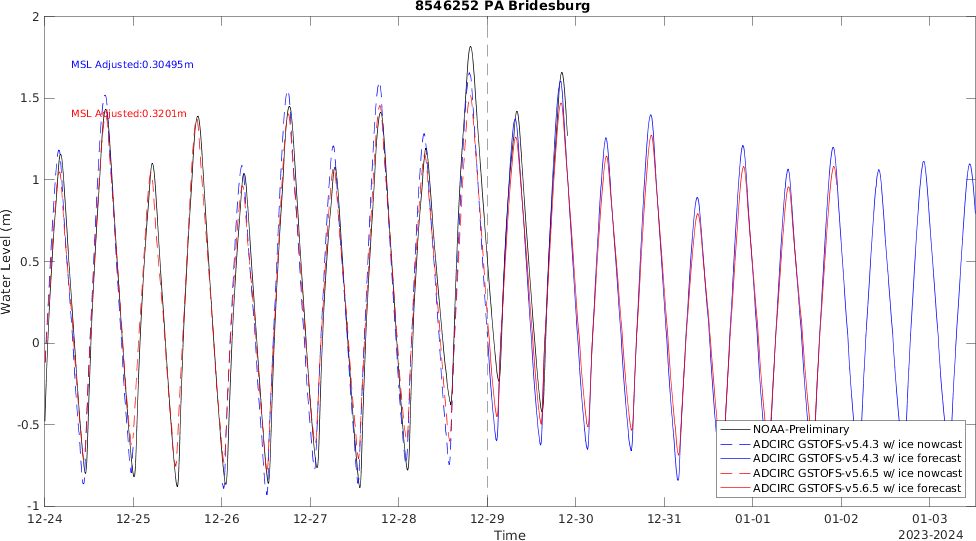 8546252 PA Bridesburg
2
MSL Adjusted:0.30495m
1.5
MSL Adjusted:0.3201m
1
0.5
Water Level (m)
0
-0.5
-1
NOAA-Preliminary
ADCIRC GSTOFS-v5.4.3 w/ ice nowcast
ADCIRC GSTOFS-v5.4.3 w/ ice forecast
ADCIRC GSTOFS-v5.6.5 w/ ice nowcast
ADCIRC GSTOFS-v5.6.5 w/ ice forecast
12-24 12-25 12-26 12-27 12-28 12-29 12-30 12-31 01-01 01-02 01-03
Time
2023-2024